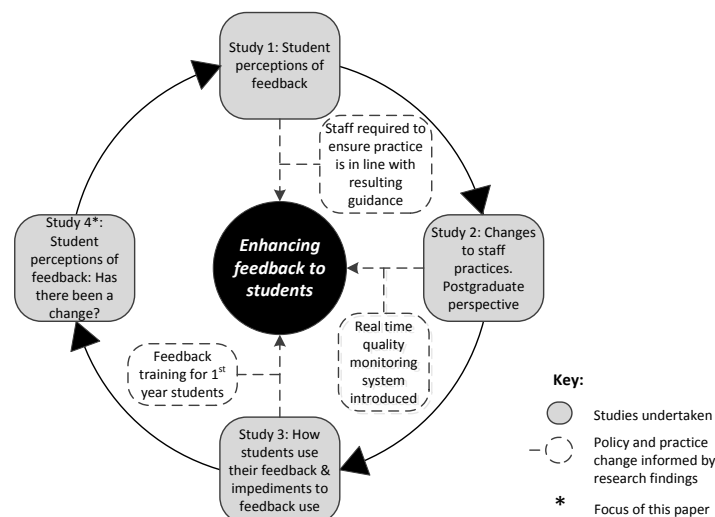 Study 1: Student
perceptions of
feedback
Staff required to
ensure practice
is in line with
resulting
guidance
Study 4*:
Student
perceptions of
feedback: Has
there been a
change?
Enhancing
feedback to
students
Study 2: Changes
to staff
practices.
Postgraduate
perspective
Feedback
training for 1st
year students
Real time
quality
monitoring
system
introduced
Study 3: How
students use
their feedback &
impediments to
feedback use
Key:
Studies undertaken
Policy and practice
change informed by
research findings
* Focus of this paper